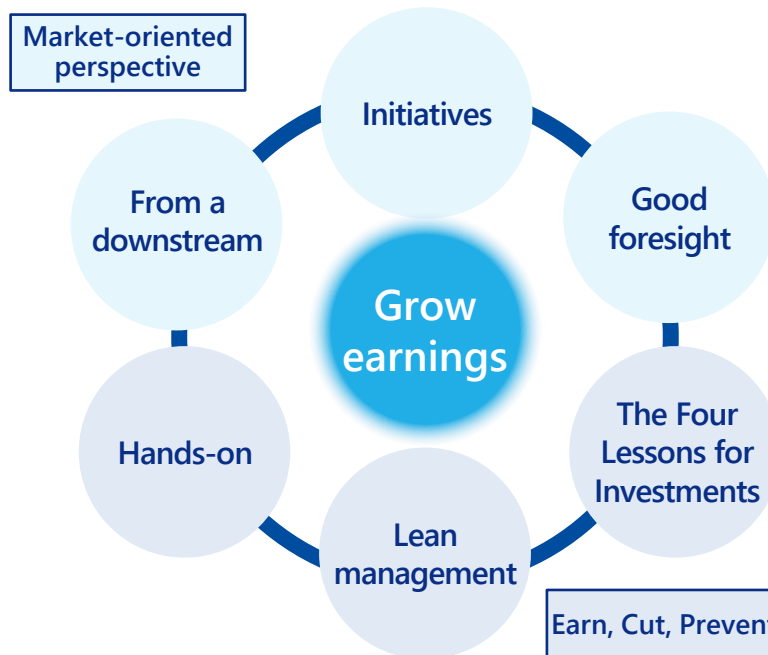 Market-oriented
perspective
Initiatives
From a
downstream
Good
foresight
Grow
earnings
Hands-on
The Four
Lessons for
Investments
Lean
management
Earn, Cut, Prevent